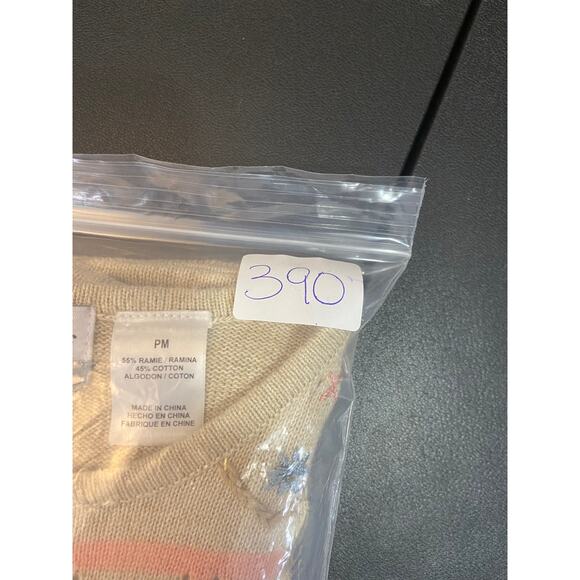 390
PM
55% RAMIE / RAMINA
45% COTTON
ALGODON / COTON
MADE IN CHINA
HECHO EN CHINA
FABRIQUE EN CHINE